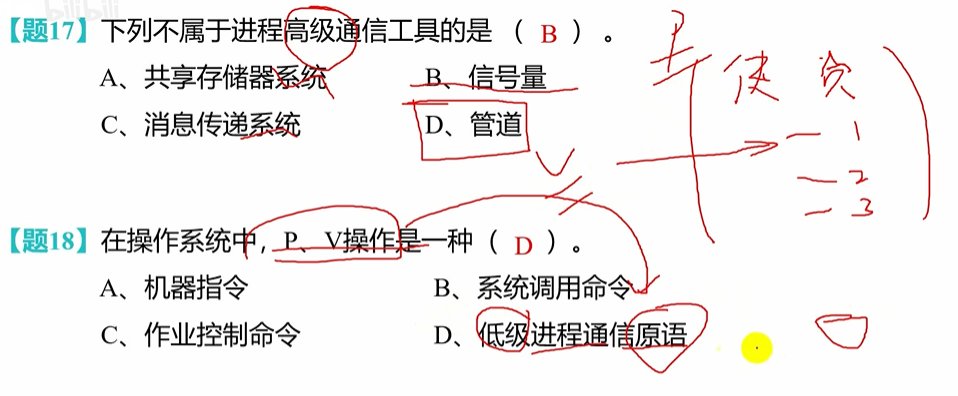 bilibili
【题17】下列不属于进程高级通信工具的是 （ B ） 。
A、共享存储器系统 B、信号量
C、消息传递系统 D、管道
使 资
1
2
3
【题18】在操作系统中，P、V操作是一种（ D ）。
A、机器指令 B、系统调用命令
C、作业控制命令 D、低级进程通信原语